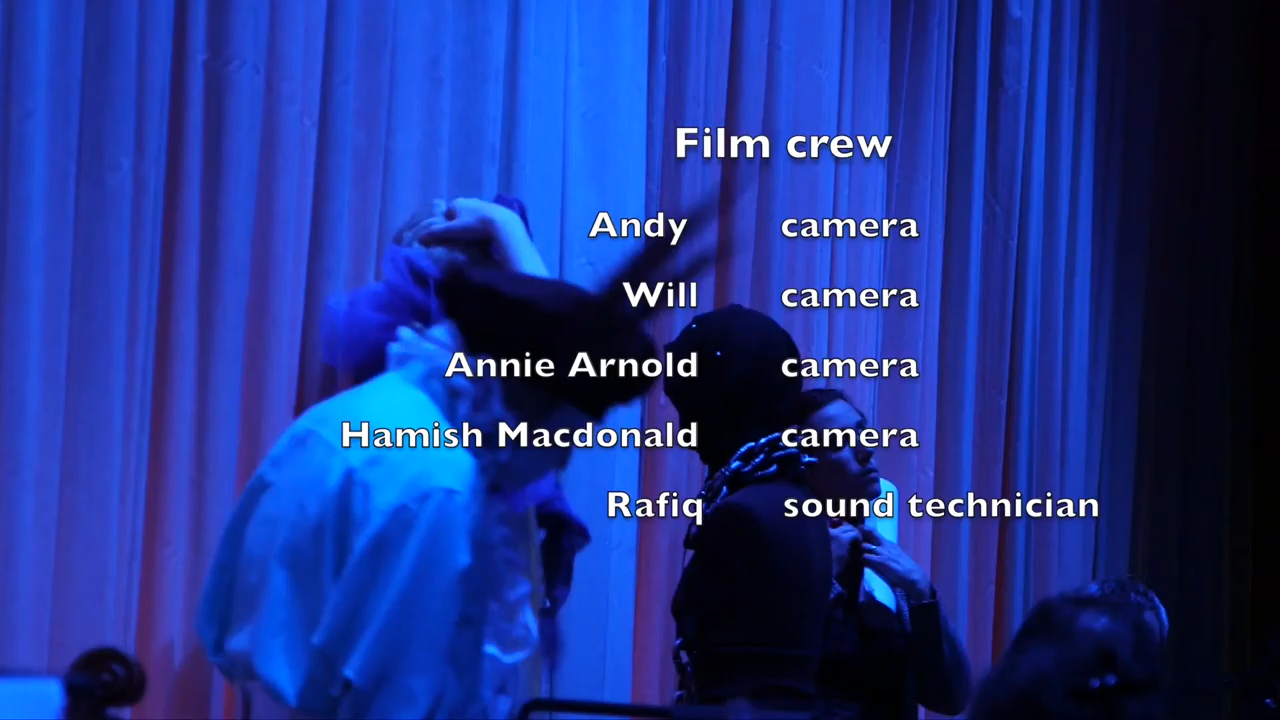 Film crew
Andy camera
Will camera
Annie Arnold camera
Hamish Macdonald camera
Rafiq sound technician